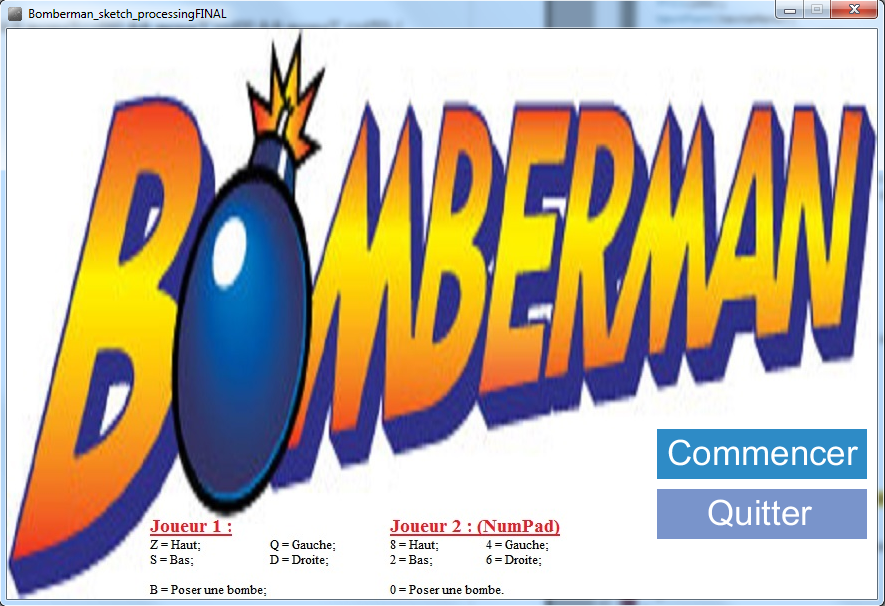 Bomberman_sketch_processingFINAL
BOMBERMAN
Commencer
Quitter
Joueur 1 : Joueur 2 : (NumPad)
Z = Haut; Q = Gauche; 8 = Haut; 4 = Gauche;
S = Bas; D = Droite; 2 = Bas; 6 = Droite;
B = Poser une bombe; 0 = Poser une bombe.